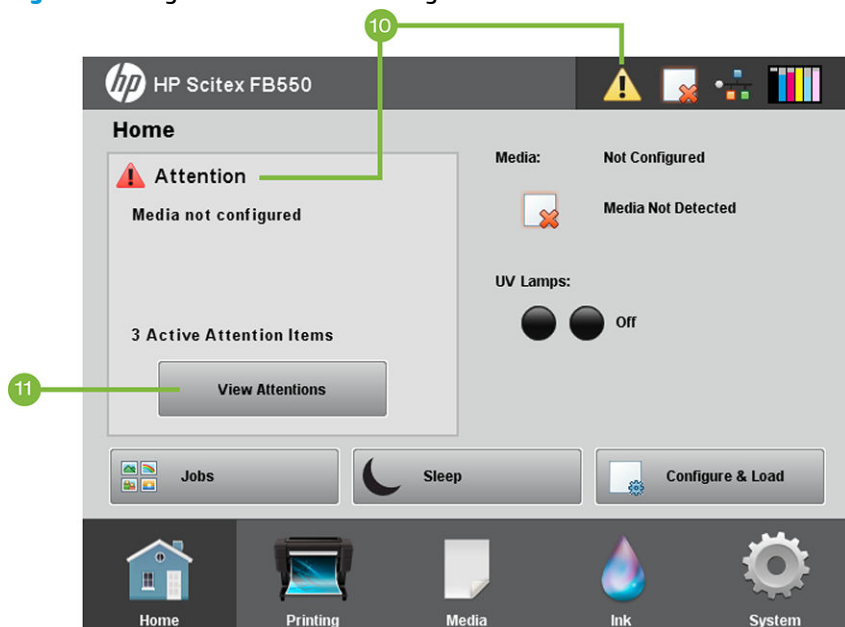 10
hp HP Scitex FB550
Home
Attention
Media not configured
3 Active Attention Items
11
View Attentions
Media: Not Configured
Media Not Detected
UV Lamps:
Off
Jobs
Sleep
Configure & Load
Home
Printing
Media
Ink
System